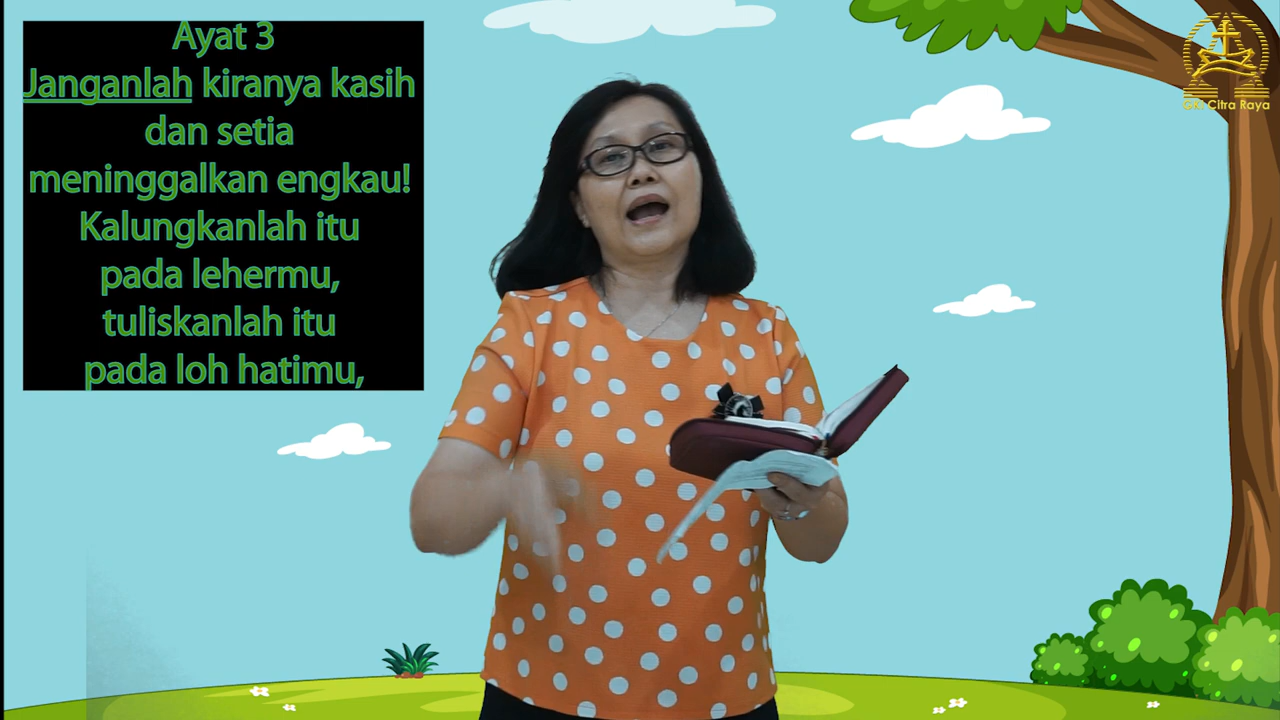 Ayat 3
Janganlah kiranya kasih
dan setia
meninggalkan engkau!
Kalungkanlah itu
pada lehermu,
tuliskanlah itu
pada loh hatimu,
GKI Citra Raya